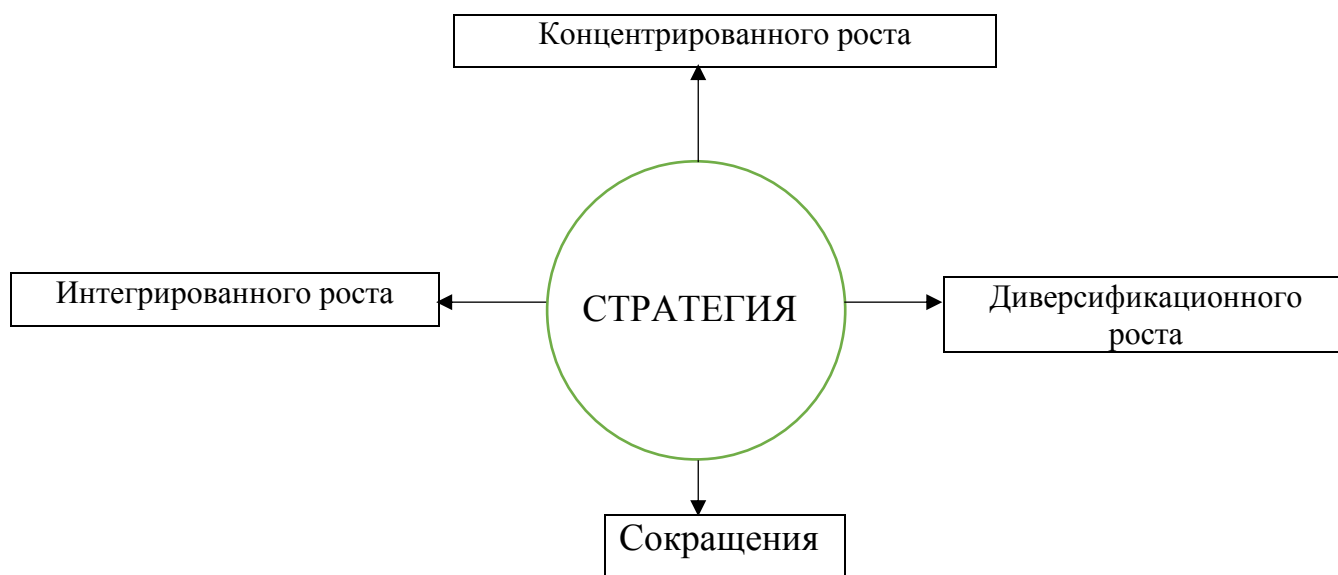 Концентрированного роста
Интегрированного роста
СТРАТЕГИЯ
Диверсификационного
роста
Сокращения